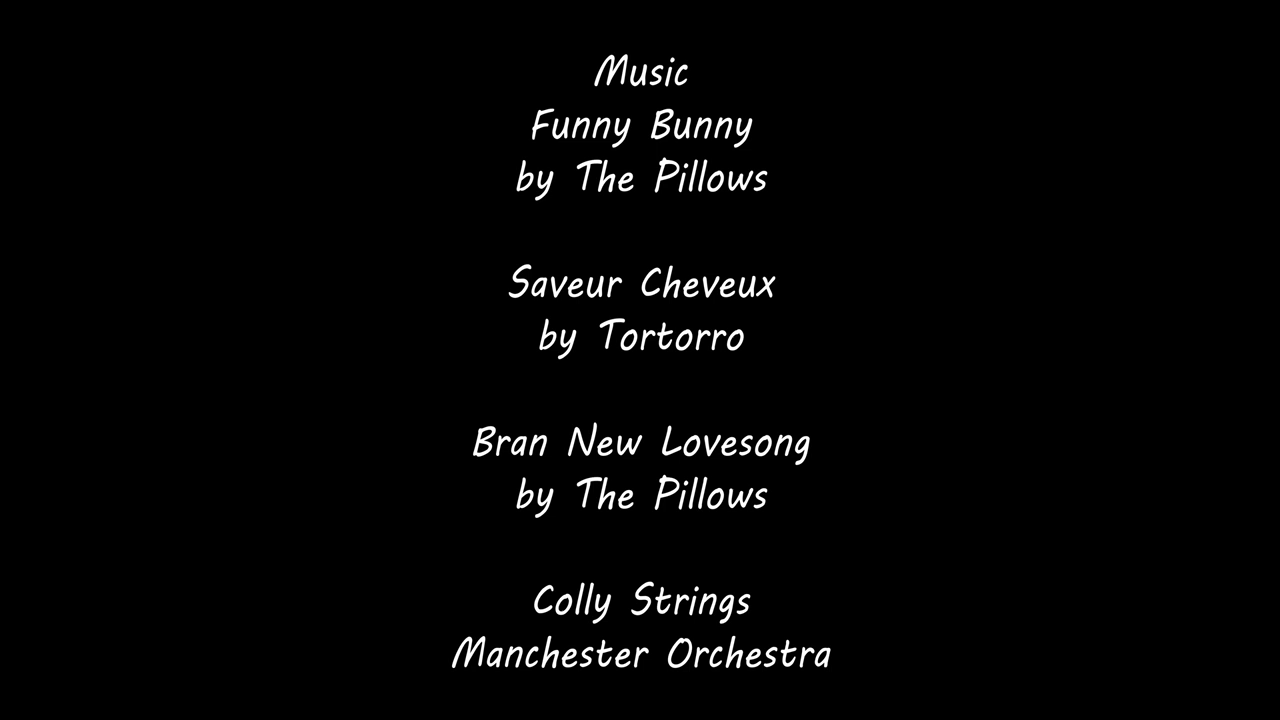 Music
Funny Bunny
by The Pillows
Saveur Cheveux
by Tortorro
Bran New Lovesong
by The Pillows
Colly Strings
Manchester Orchestra